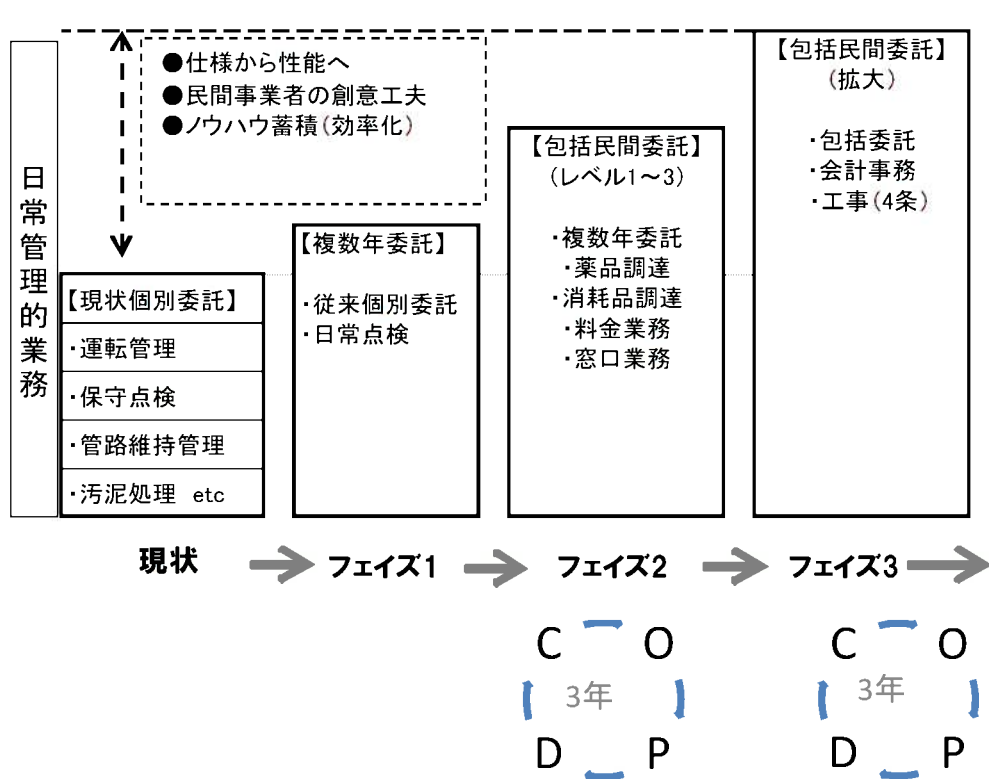 日常管理的業務
●仕様から性能へ
●民間事業者の創意工夫
●ノウハウ蓄積(効率化)
【現状個別委託】
・運転管理
・保守点検
・管路維持管理
・汚泥処理 etc
【複数年委託】
・従来個別委託
・日常点検
【包括民間委託】
(レベル1～3)
・複数年委託
・薬品調達
・消耗品調達
・料金業務
・窓口業務
【包括民間委託】
(拡大)
・包括委託
・会計事務
・工事(4条)
現状
フェイズ1
フェイズ2
フェイズ3
C O
3年
D P
C O
3年
D P